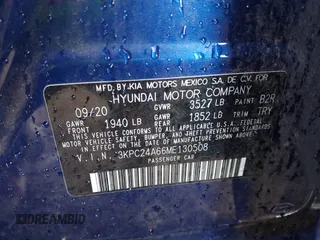 MFD.BY:KIA MOTORS MEXICO S.A. DE C.V. FOR
HYUNDAI MOTOR COMPANY
09/20 GVWR 3527 LB PAINT B2R
GAWR FRONT 1940 LB GAWR REAR 1852 LB TRIM TRY
THIS VEHICLE CONFORMS TO ALL APPLICABLE FEDERAL
MOTOR VEHICLE SAFETY, BUMPER, AND THEFT PREVENTION
STANDARDS IN EFFECT ON THE DATE OF MANUFACTURE SHOWN ABOVE.
V.I.N.:3KPC24A66ME130508
PASSENGER CAR
DREAMBID